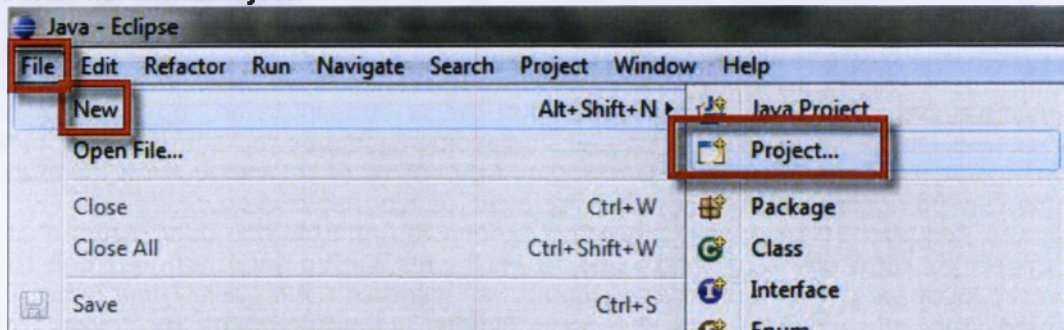 Java - Eclipse
File Edit Refactor Run Navigate Search Project Window Help
New Alt+Shift+N Java Project
Open File... Project...
Close Ctrl+W Package
Close All Ctrl+Shift+W Class
Save Ctrl+S Interface
Enum